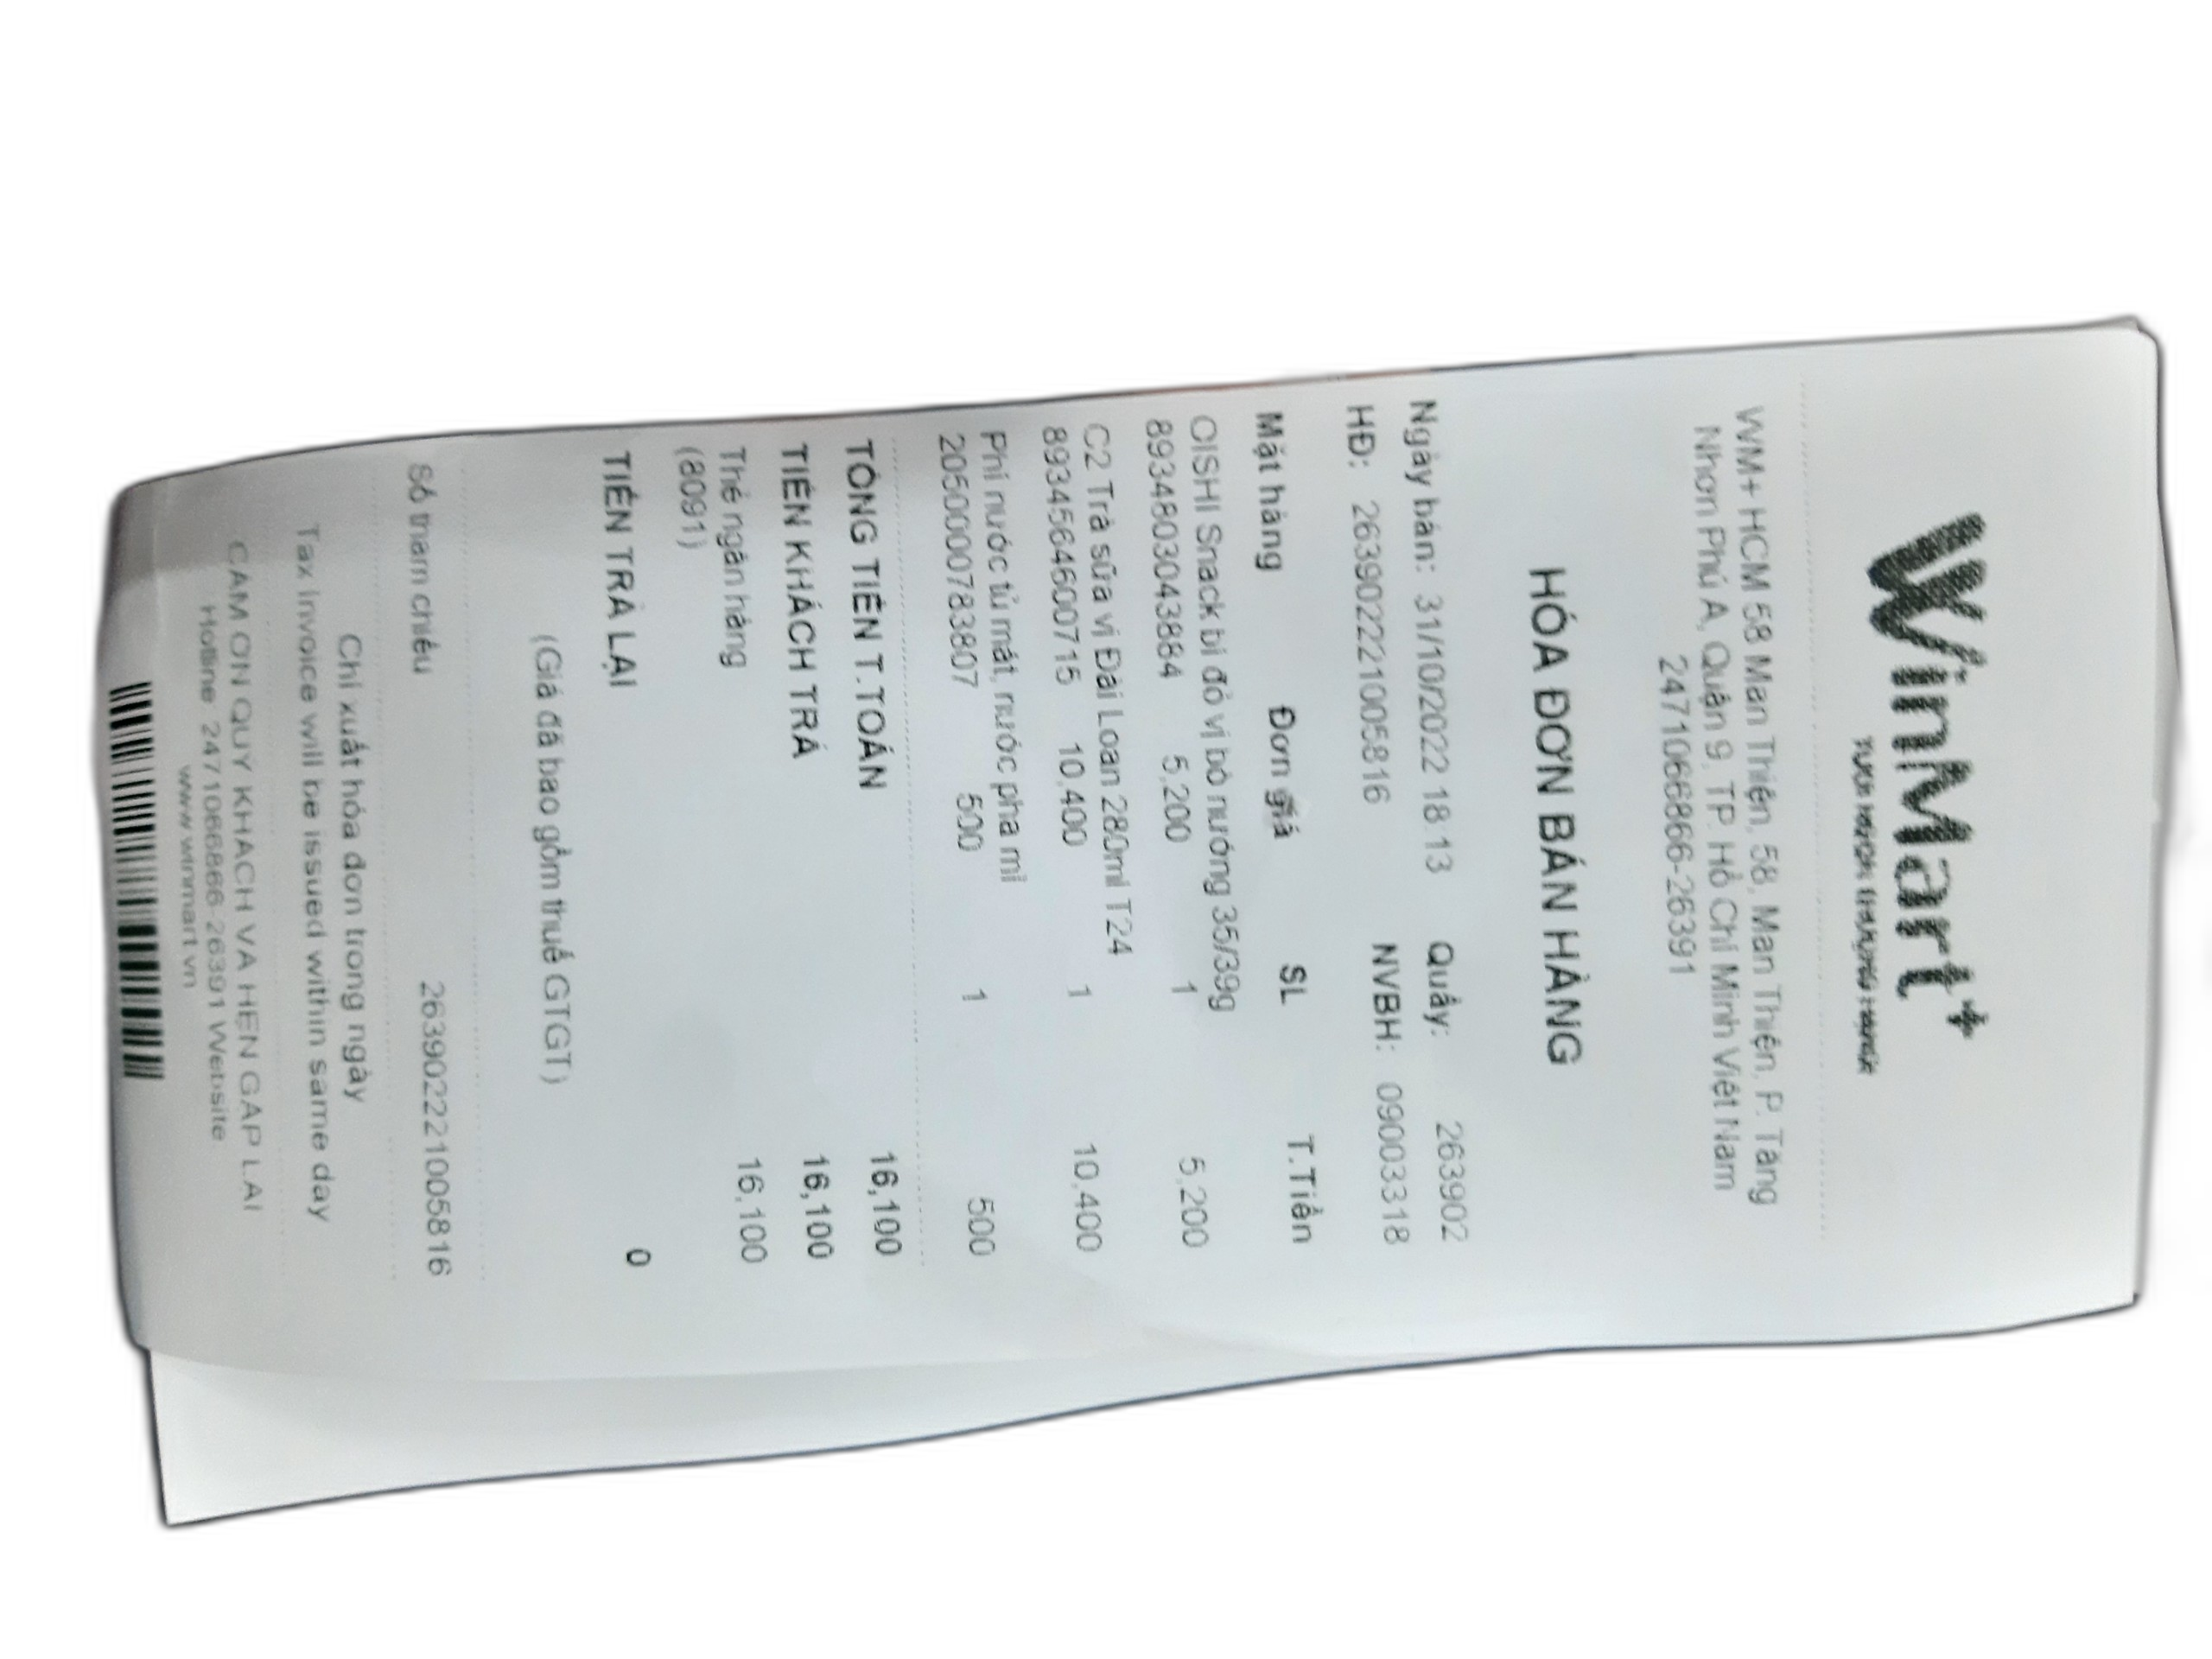 WinMart+
WM+ HCM 58 Man Thiện, 58, Man Thiện, P. Tăng
Nhơn Phú A, Quận 9, TP. Hồ Chí Minh Việt Nam
2471066866-26391
HÓA ĐƠN BÁN HÀNG
Ngày bán: 31/10/2022 18:13 Quầy: 263902
HĐ: 26390222210058​16 NVBH: 09003318
Mặt hàng Đơn giá SL T.Tiền
OISHI Snack bí đỏ vị bò nướng 35/39g
8934803043884 5,200 1 5,200
C2 Trà sữa vị Đài Loan 280ml T24
8934564600715 10,400 1 10,400
Phí nước tủ mát, nước pha mì
2050000783807 500 1 500
TỔNG TIỀN T.TOÁN 16,100
TIỀN KHÁCH TRẢ 16,100
Thẻ ngân hàng 16,100
(8091)
TIỀN TRẢ LẠI 0
(Giá đã bao gồm thuế GTGT)
Số tham chiếu 2639022221005816
Chỉ xuất hóa đơn trong ngày
Tax invoice will be issued within same day
CẢM ƠN QUÝ KHÁCH VÀ HẸN GẶP LẠI
Hotline: 2471066866-26391 Website:
www.winmart.vn